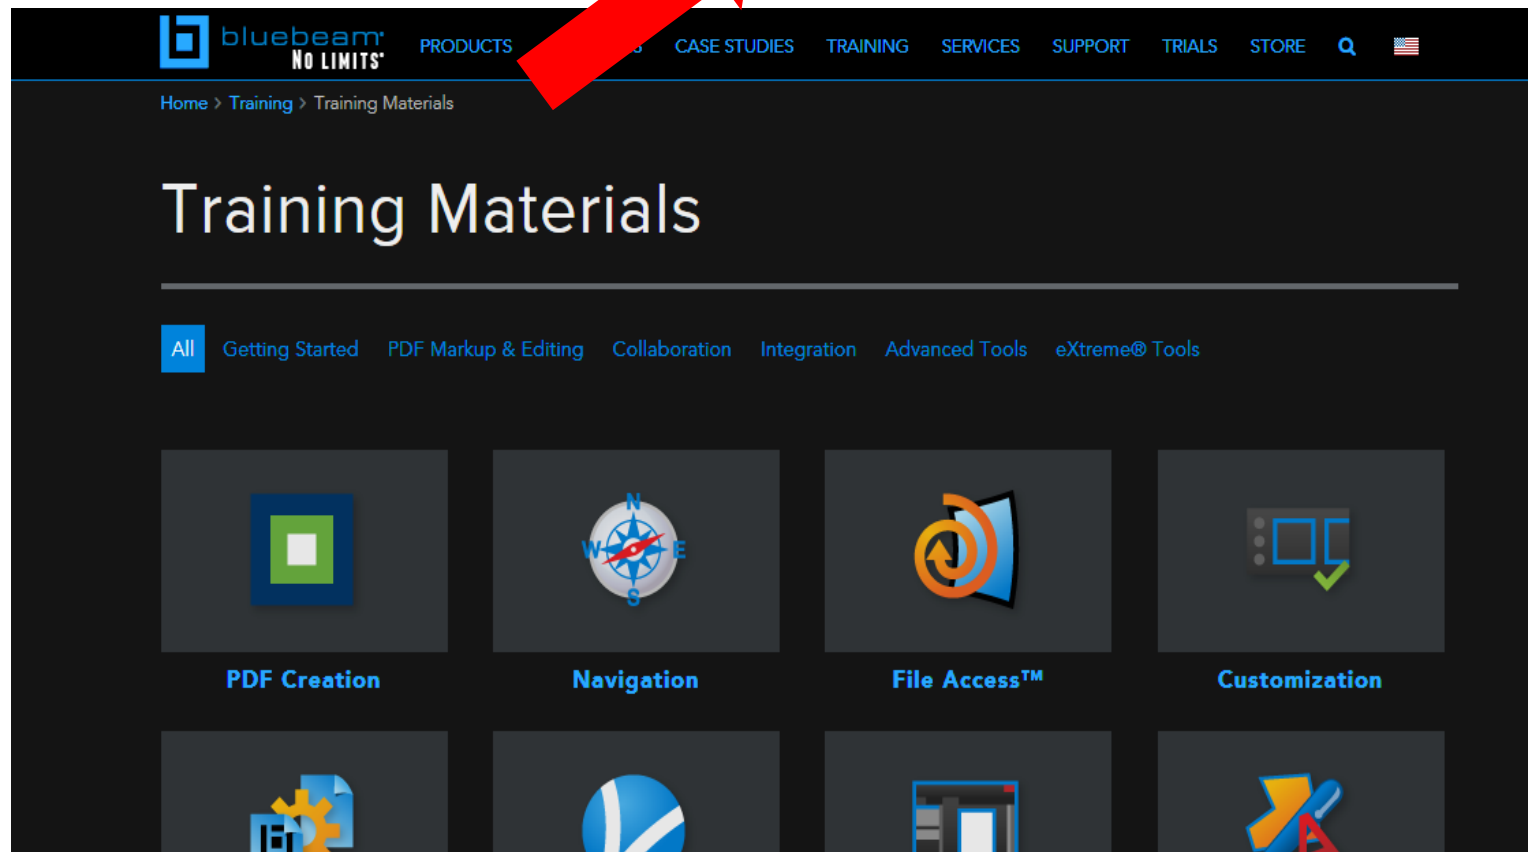 bluebeam®
No Limits®
PRODUCTS CASE STUDIES TRAINING SERVICES SUPPORT TRIALS STORE
Home > Training > Training Materials
Training Materials
All Getting Started PDF Markup & Editing Collaboration Integration Advanced Tools eXtreme® Tools
N
W E
S
PDF Creation Navigation File Access™ Customization